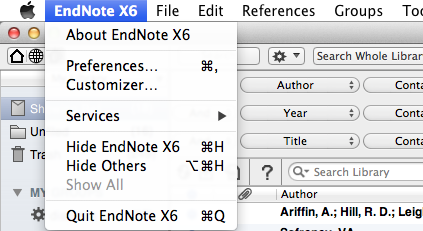 EndNote X6 File Edit References Groups
About EndNote X6
Preferences... ⌘,
Customizer...
Services
Hide EndNote X6 ⌘H
Hide Others ⌥⌘H
Show All
Quit EndNote X6 ⌘Q
Search Whole Library
Author
Year
Title
Search Library
MY
Author
Ariffin, A.; Hill, R. D.; Leig